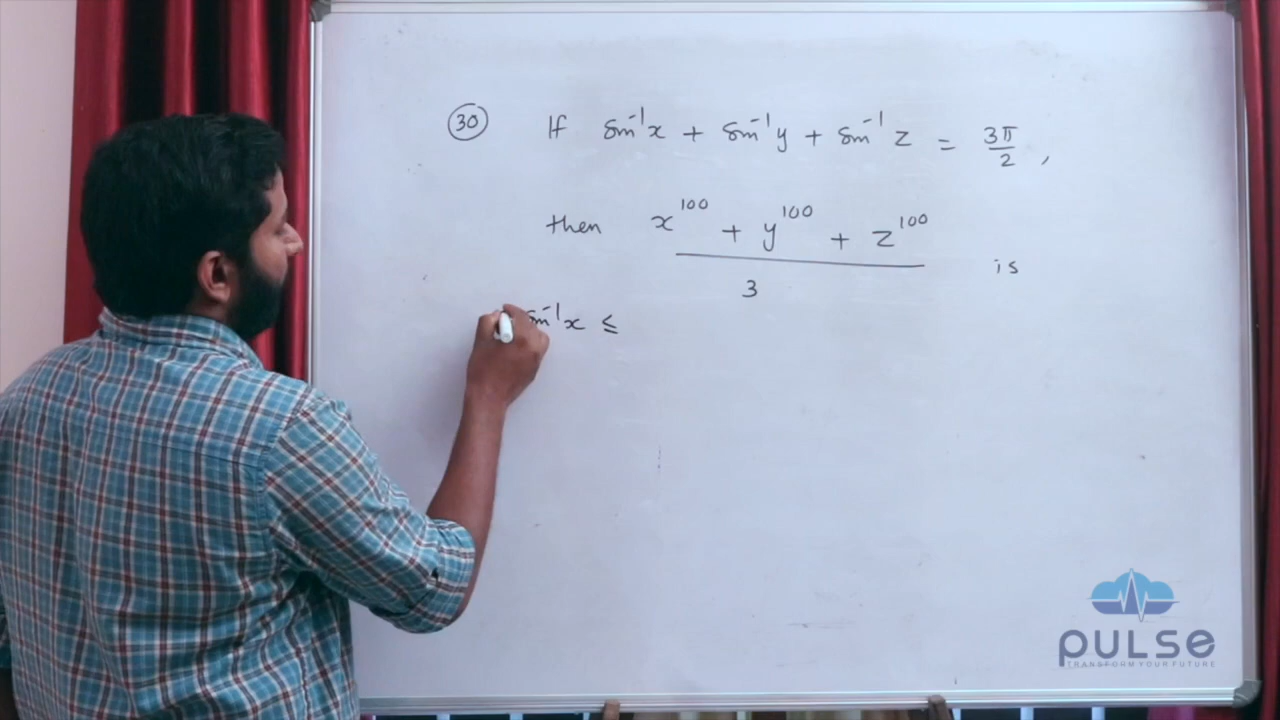 30 If sin⁻¹x + sin⁻¹y + sin⁻¹z = 3π/2 ,
then (x¹⁰⁰ + y¹⁰⁰ + z¹⁰⁰)/3 is
sin⁻¹x ≤
PULSE
TRANSFORM YOUR FUTURE